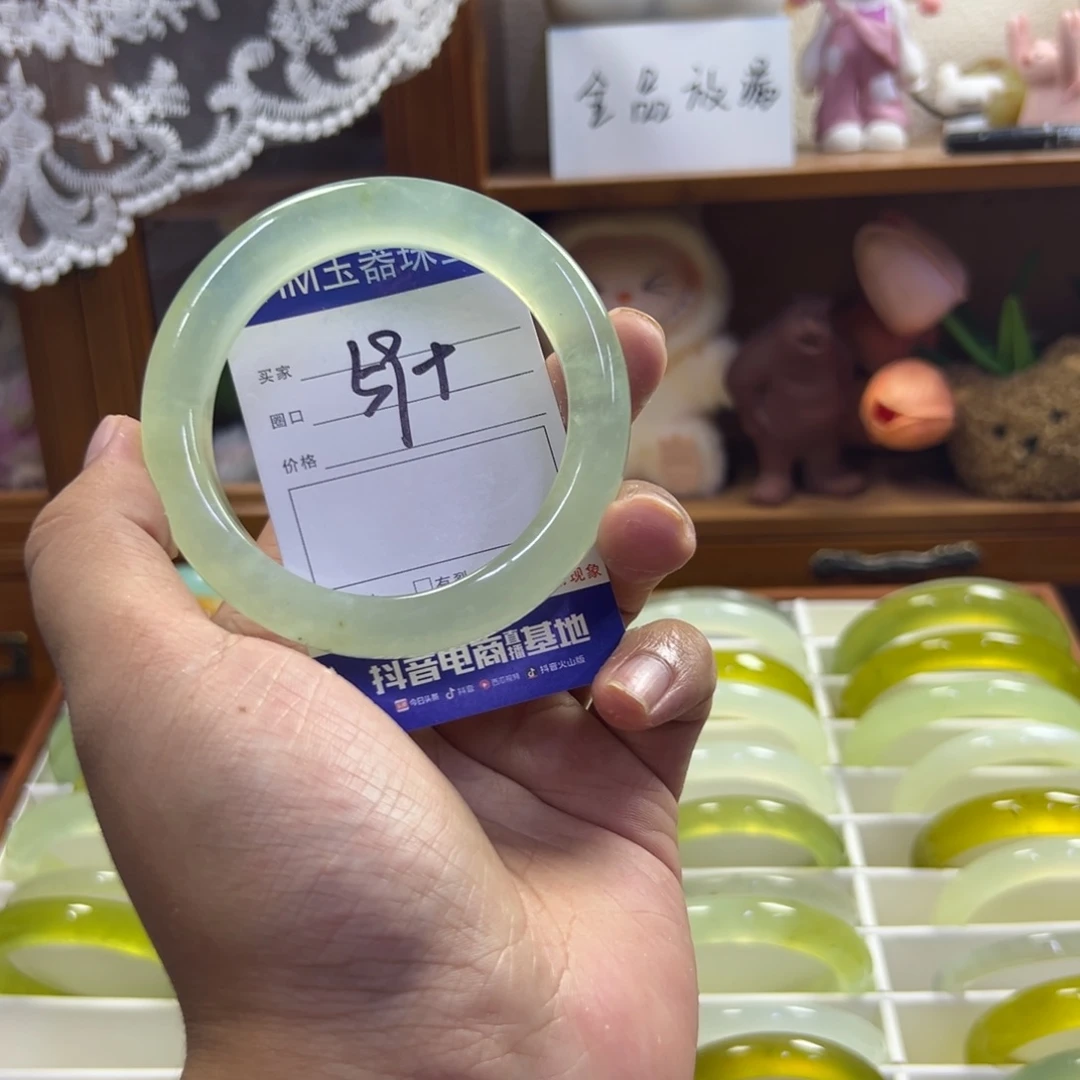 全品放漏
M玉器珠
买家
圈口
价格
有裂
现象
抖音电商直播基地
今日头条 抖音 西瓜视频 抖音火山版